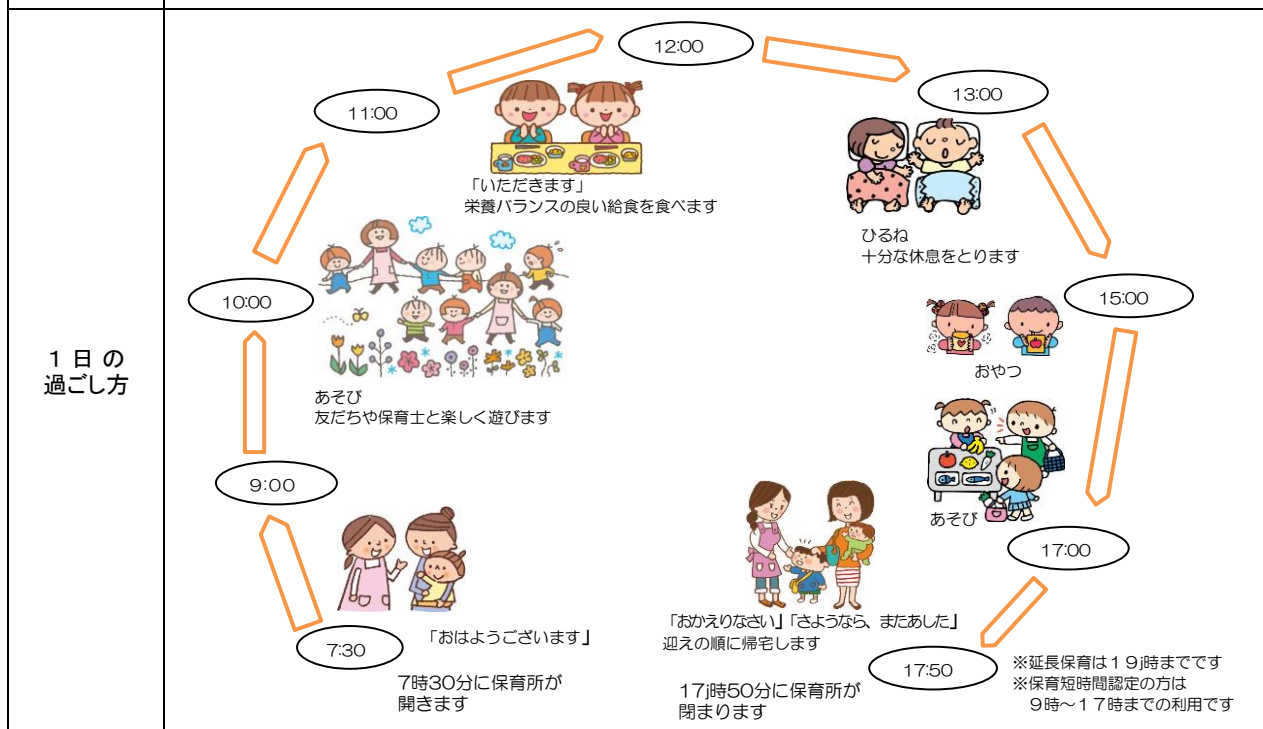 １日の
過ごし方
7:30
「おはようございます」
7時30分に保育所が
開きます
9:00
10:00
あそび
友だちや保育士と楽しく遊びます
11:00
「いただきます」
栄養バランスの良い給食を食べます
12:00
13:00
ひるね
十分な休息をとります
15:00
おやつ
あそび
17:00
「おかえりなさい」「さようなら、またあした」
迎えの順に帰宅します
17:50
17j時50分に保育所が
閉まります
※延長保育は１９j時までです
※保育短時間認定の方は
９時～１７時までの利用です